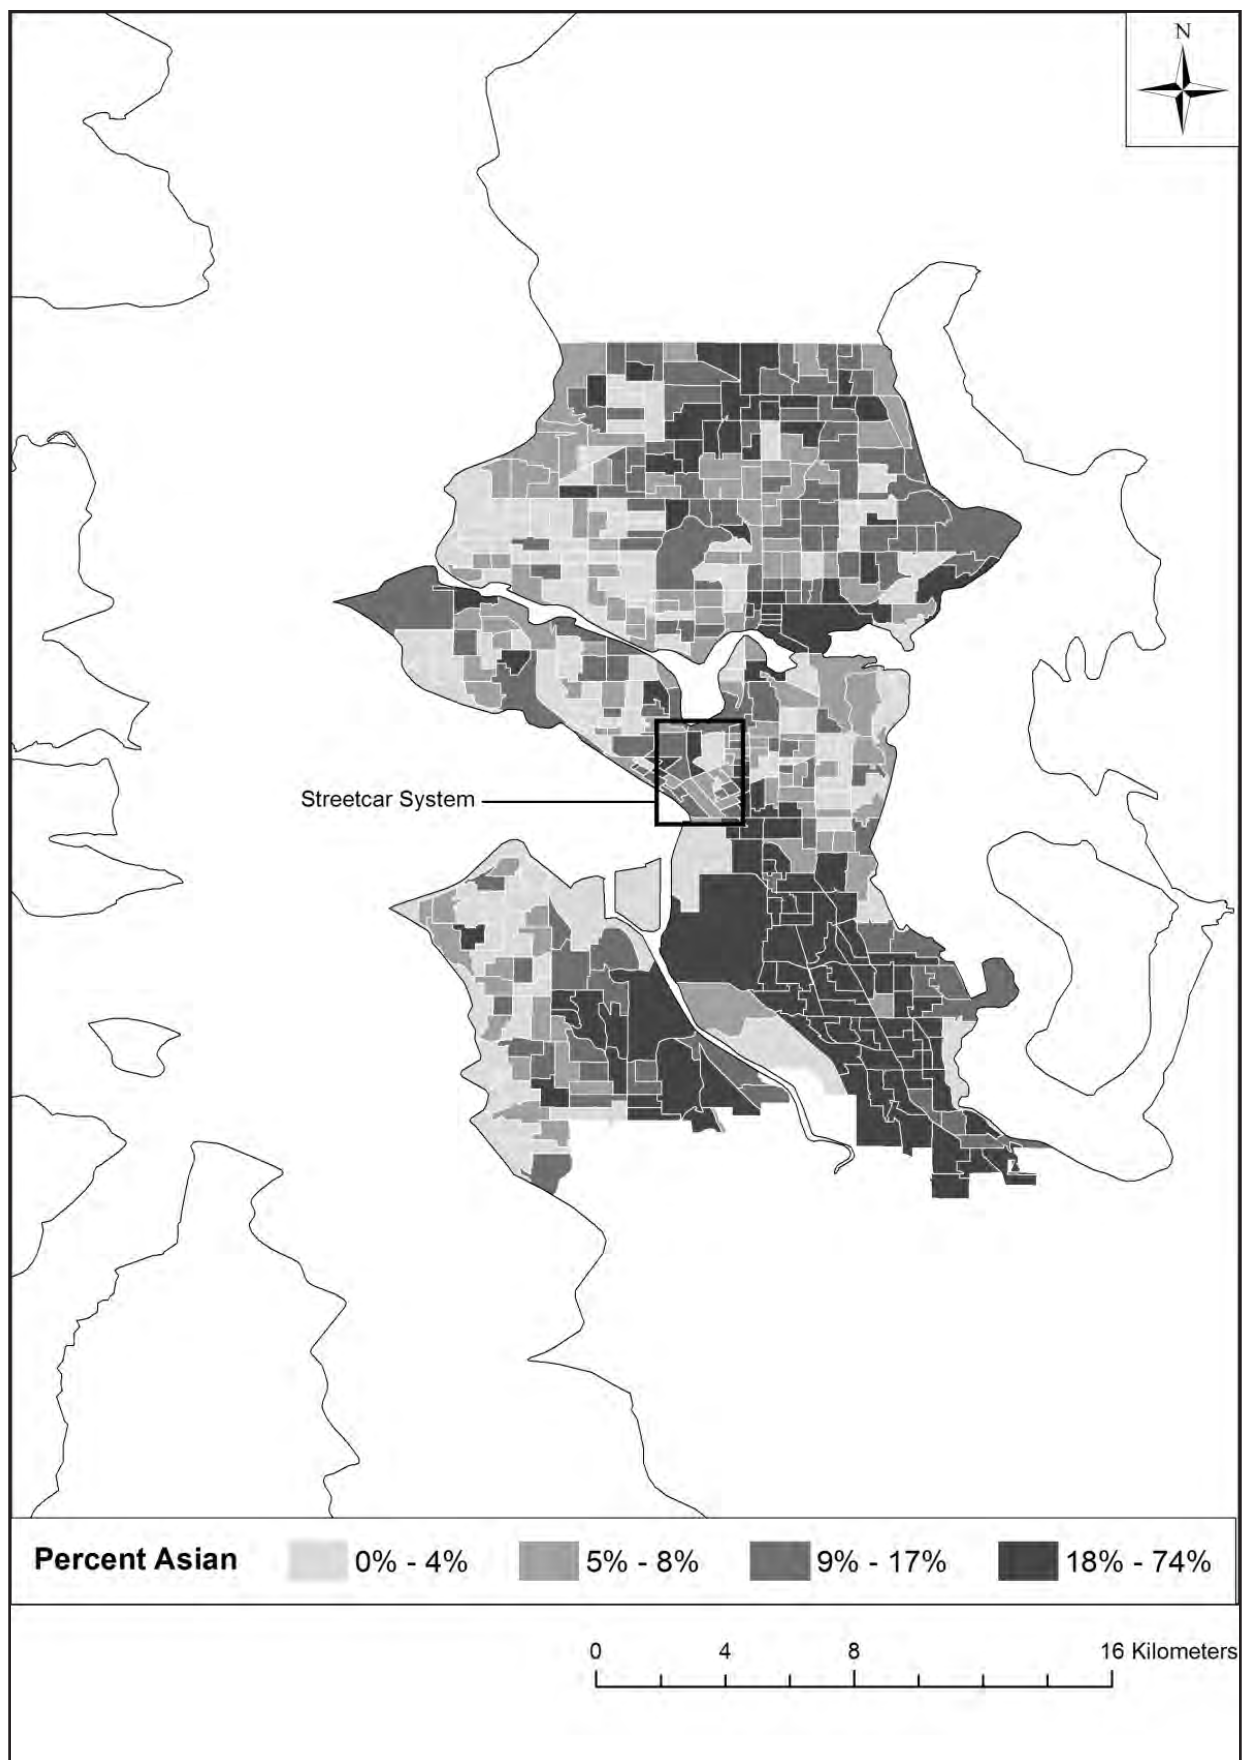 N
Streetcar System
Percent Asian 0% - 4% 5% - 8% 9% - 17% 18% - 74%
0 4 8 16 Kilometers